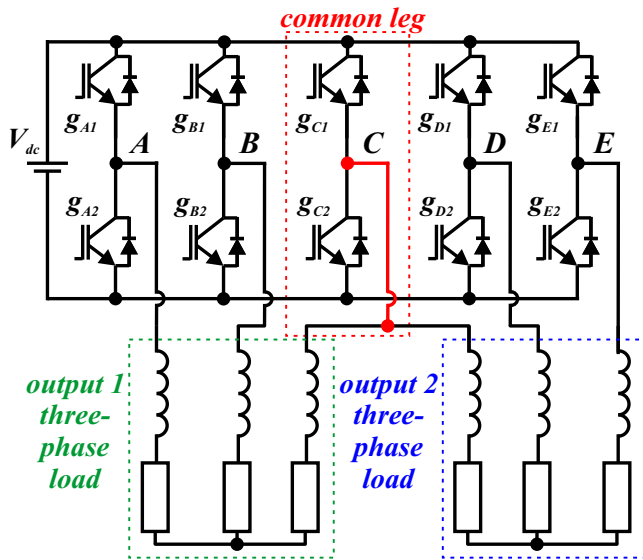 common leg
g_A1
g_B1
g_C1
g_D1
g_E1
V_dc
A
B
C
D
E
g_A2
g_B2
g_C2
g_D2
g_E2
output 1
three-
phase
load
output 2
three-
phase
load